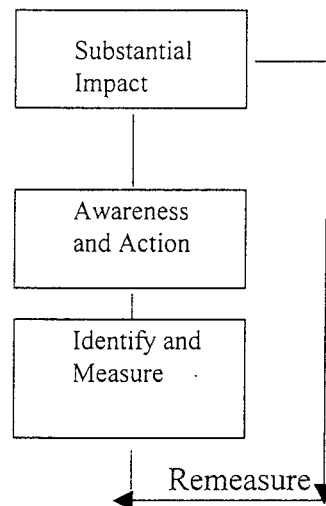 Substantial
Impact
Awareness
and Action
Identify and
Measure
Remeasure